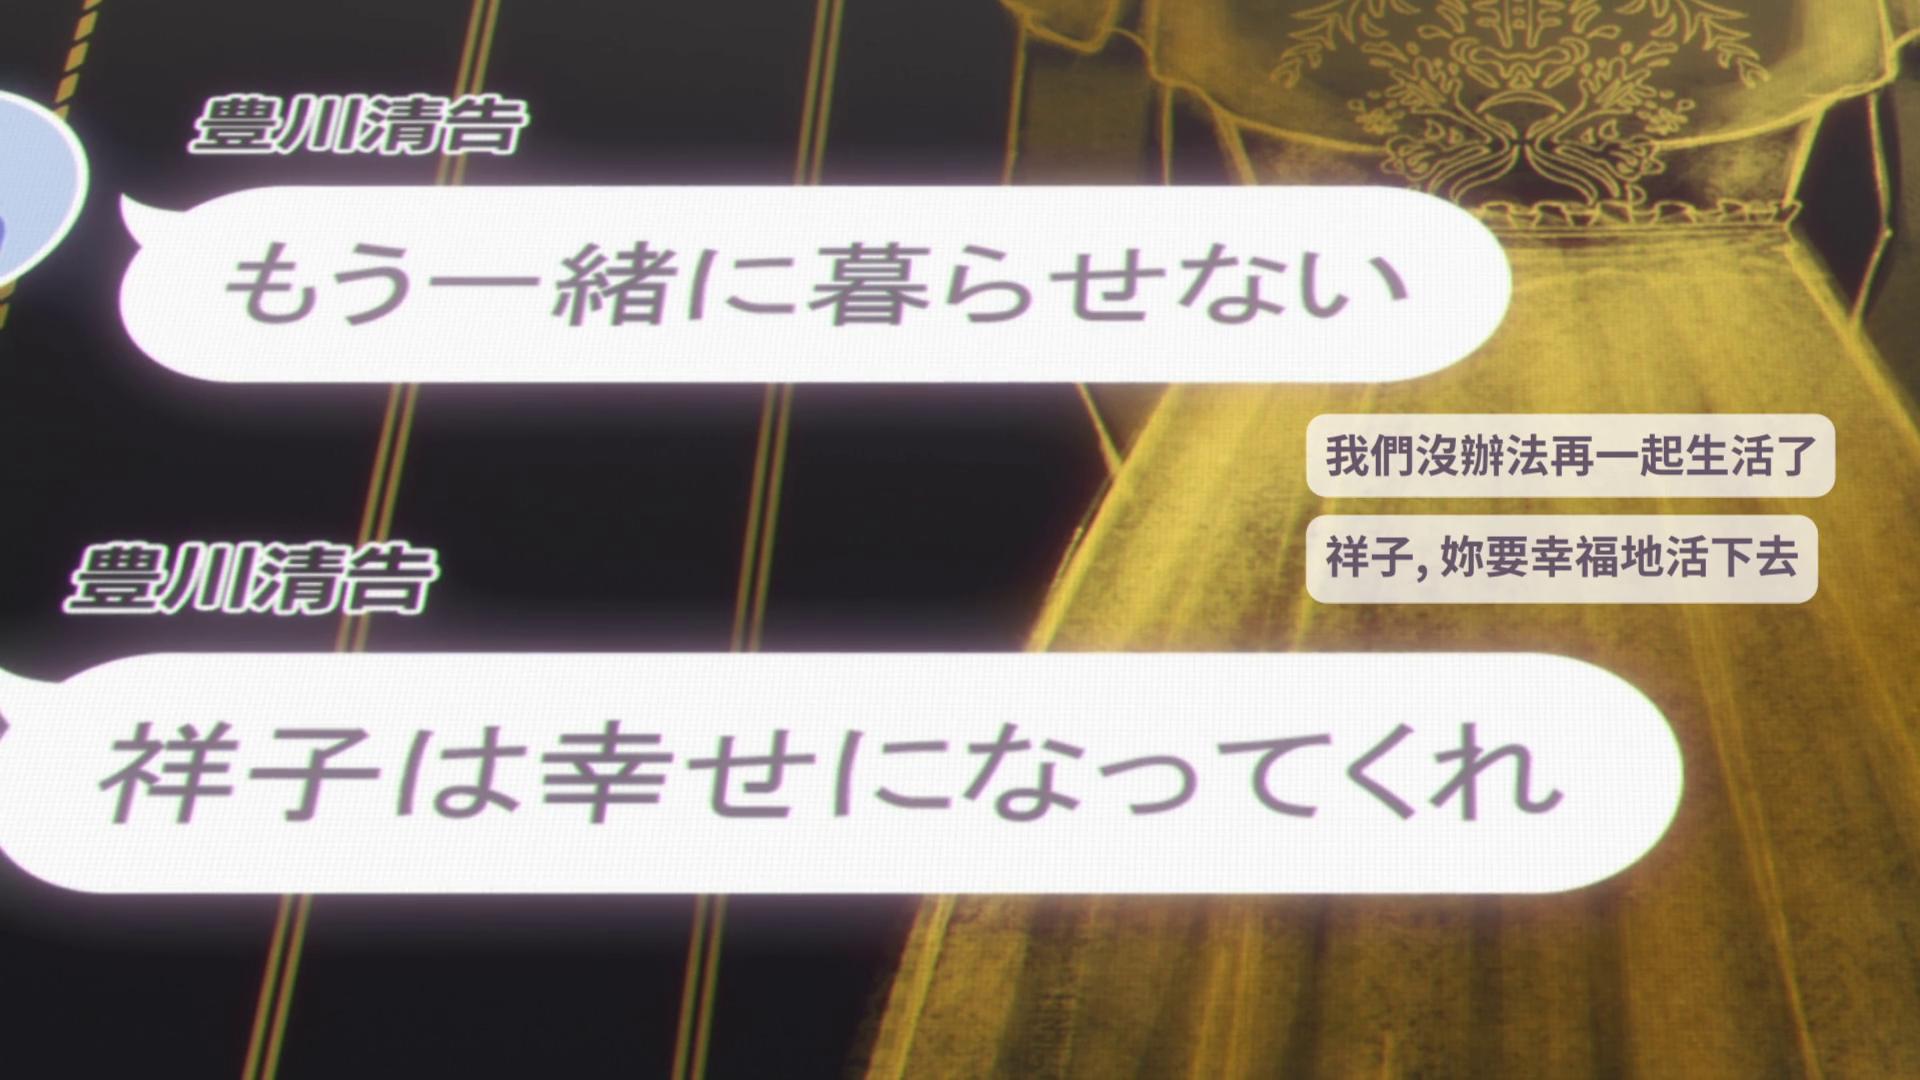 豊川清告
もう一緒に暮らせない
我們沒辦法再一起生活了
祥子，妳要幸福地活下去
豊川清告
祥子は幸せになってくれ